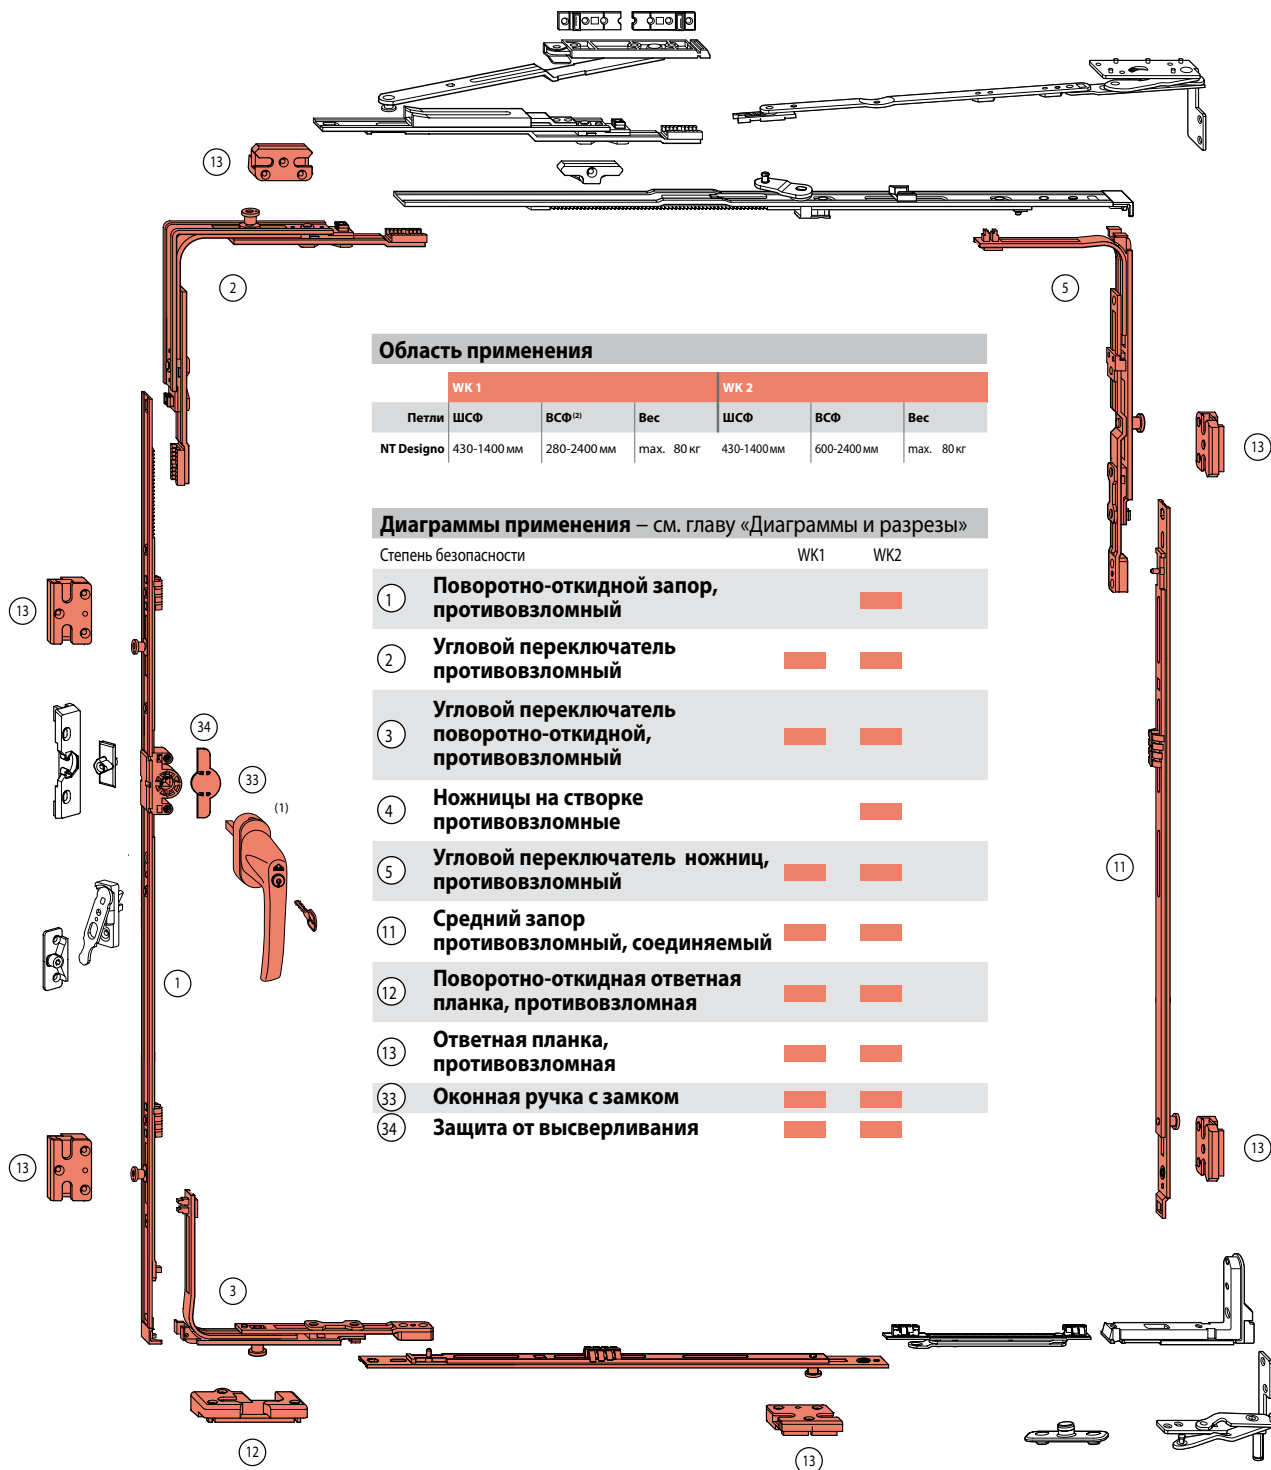 13
2
5
Область применения
WK 1 WK 2
Петли ШСФ ВСФ(2) Вес ШСФ ВСФ Вес
NT Designo 430-1400 мм 280-2400 мм max. 80 кг 430-1400 мм 600-2400 мм max. 80 кг
13
Диаграммы применения – см. главу «Диаграммы и разрезы»
Степень безопасности WK1 WK2
1 Поворотно-откидной запор,
противовзломный
13
2 Угловой переключатель
противовзломный
3 Угловой переключатель
поворотно-откидной,
противовзломный
34
33
(1)
4 Ножницы на створке
противовзломные
5 Угловой переключатель ножниц,
противовзломный
11
11 Средний запор
противовзломный, соединяемый
1
12 Поворотно-откидная ответная
планка, противовзломная
13 Ответная планка,
противовзломная
33 Оконная ручка с замком
34 Защита от высверливания
13
13
3
12
13